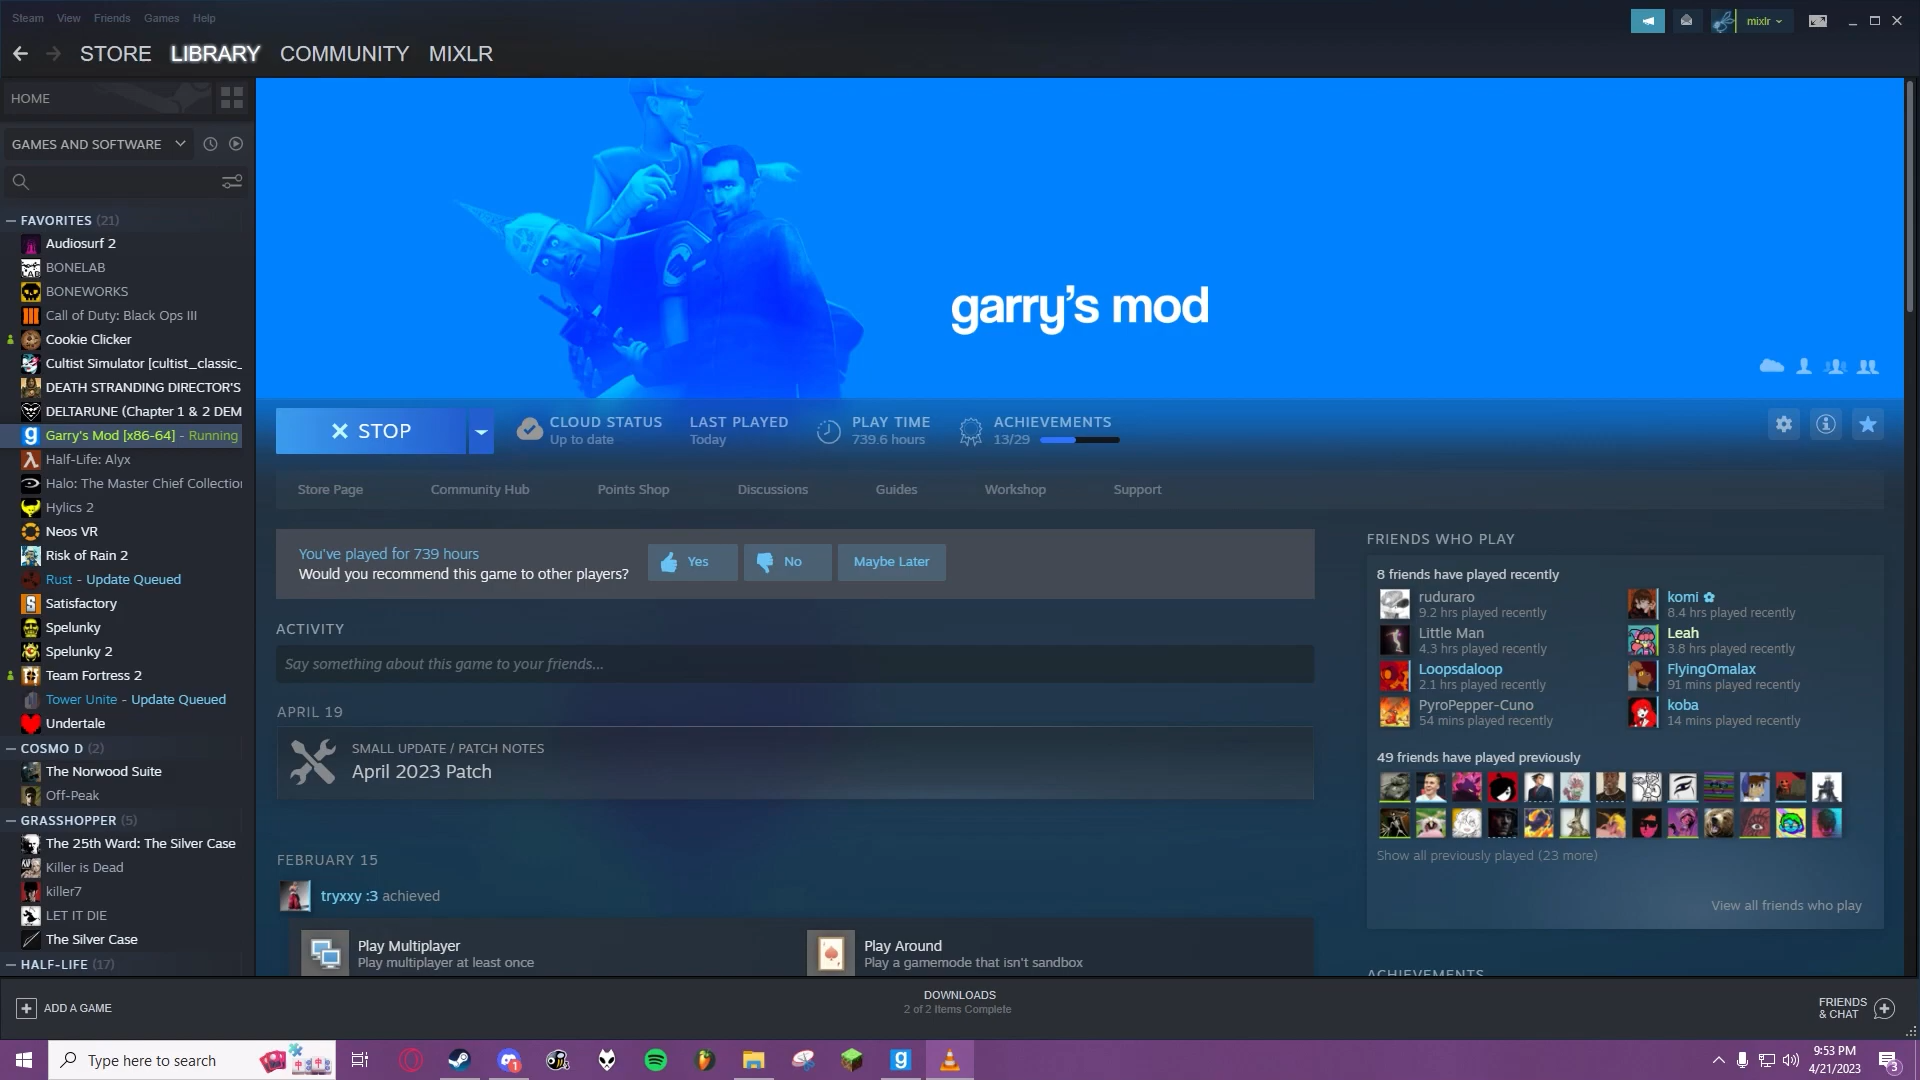 Steam View Friends Games Help
mixlr
STORE LIBRARY COMMUNITY MIXLR
HOME
GAMES AND SOFTWARE
FAVORITES (21)
Audiosurf 2
BONELAB
BONEWORKS
Call of Duty: Black Ops III
Cookie Clicker
Cultist Simulator [cultist_classic_
DEATH STRANDING DIRECTOR'S
DELTARUNE (Chapter 1 & 2 DEM
Garry's Mod [x86-64] - Running
Half-Life: Alyx
Halo: The Master Chief Collection
Hylics 2
Neos VR
Risk of Rain 2
Rust - Update Queued
Satisfactory
Spelunky
Spelunky 2
Team Fortress 2
Tower Unite - Update Queued
Undertale
COSMO D (2)
The Norwood Suite
Off-Peak
GRASSHOPPER (5)
The 25th Ward: The Silver Case
Killer is Dead
killer7
LET IT DIE
The Silver Case
HALF-LIFE (17)
garry's mod
STOP
CLOUD STATUS
Up to date
LAST PLAYED
Today
PLAY TIME
739.6 hours
ACHIEVEMENTS
13/29
Store Page Community Hub Points Shop Discussions Guides Workshop Support
You've played for 739 hours
Would you recommend this game to other players?
Yes No Maybe Later
ACTIVITY
Say something about this game to your friends...
APRIL 19
SMALL UPDATE / PATCH NOTES
April 2023 Patch
FEBRUARY 15
tryxxy :3 achieved
Play Multiplayer
Play multiplayer at least once
Play Around
Play a gamemode that isn't sandbox
FRIENDS WHO PLAY
8 friends have played recently
ruduraro
9.2 hrs played recently
komi ✿
8.4 hrs played recently
Little Man
4.3 hrs played recently
Leah
3.8 hrs played recently
Loopsdaloop
2.1 hrs played recently
FlyingOmalax
91 mins played recently
PyroPepper-Cuno
54 mins played recently
koba
14 mins played recently
49 friends have played previously
Show all previously played (23 more)
View all friends who play
ACHIEVEMENTS
ADD A GAME
DOWNLOADS
2 of 2 Items Complete
FRIENDS
& CHAT
Type here to search
9:53 PM
4/21/2023
3